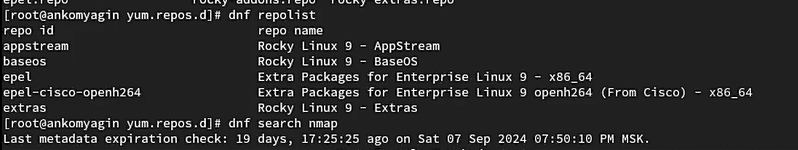 epel.repo rocky-addons.repo rocky-extras.repo
[root@ankomyagin yum.repos.d]# dnf repolist
repo id repo name
appstream Rocky Linux 9 - AppStream
baseos Rocky Linux 9 - BaseOS
epel Extra Packages for Enterprise Linux 9 - x86_64
epel-cisco-openh264 Extra Packages for Enterprise Linux 9 openh264 (From Cisco) - x86_64
extras Rocky Linux 9 - Extras
[root@ankomyagin yum.repos.d]# dnf search nmap
Last metadata expiration check: 19 days, 17:25:25 ago on Sat 07 Sep 2024 07:50:10 PM MSK.